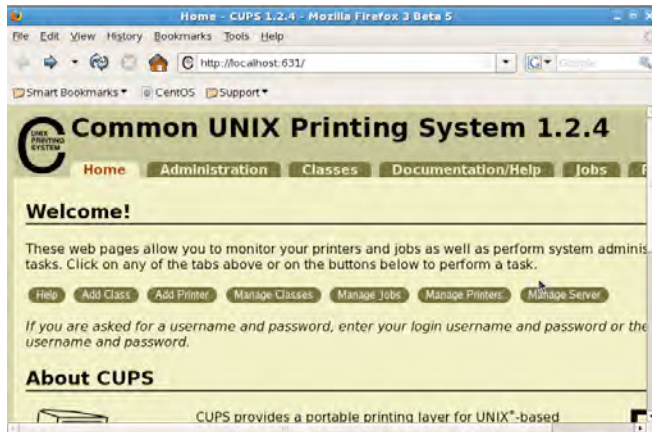 Home - CUPS 1.2.4 - Mozilla Firefox 3 Beta 5
File Edit View History Bookmarks Tools Help
http://localhost:631/
Google
Smart Bookmarks CentOS Support
UNIX PRINTING SYSTEM
Common UNIX Printing System 1.2.4
Home Administration Classes Documentation/Help Jobs
Welcome!
These web pages allow you to monitor your printers and jobs as well as perform system adminis
tasks. Click on any of the tabs above or on the buttons below to perform a task.
Help Add Class Add Printer Manage Classes Manage Jobs Manage Printers Manage Server
If you are asked for a username and password, enter your login username and password or the
username and password.
About CUPS
CUPS provides a portable printing layer for UNIX®-based